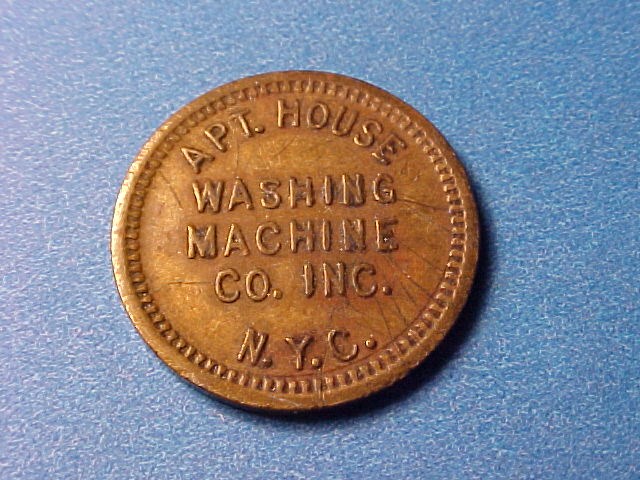 APT. HOUSE
WASHING
MACHINE
CO. INC.
N.Y.C.